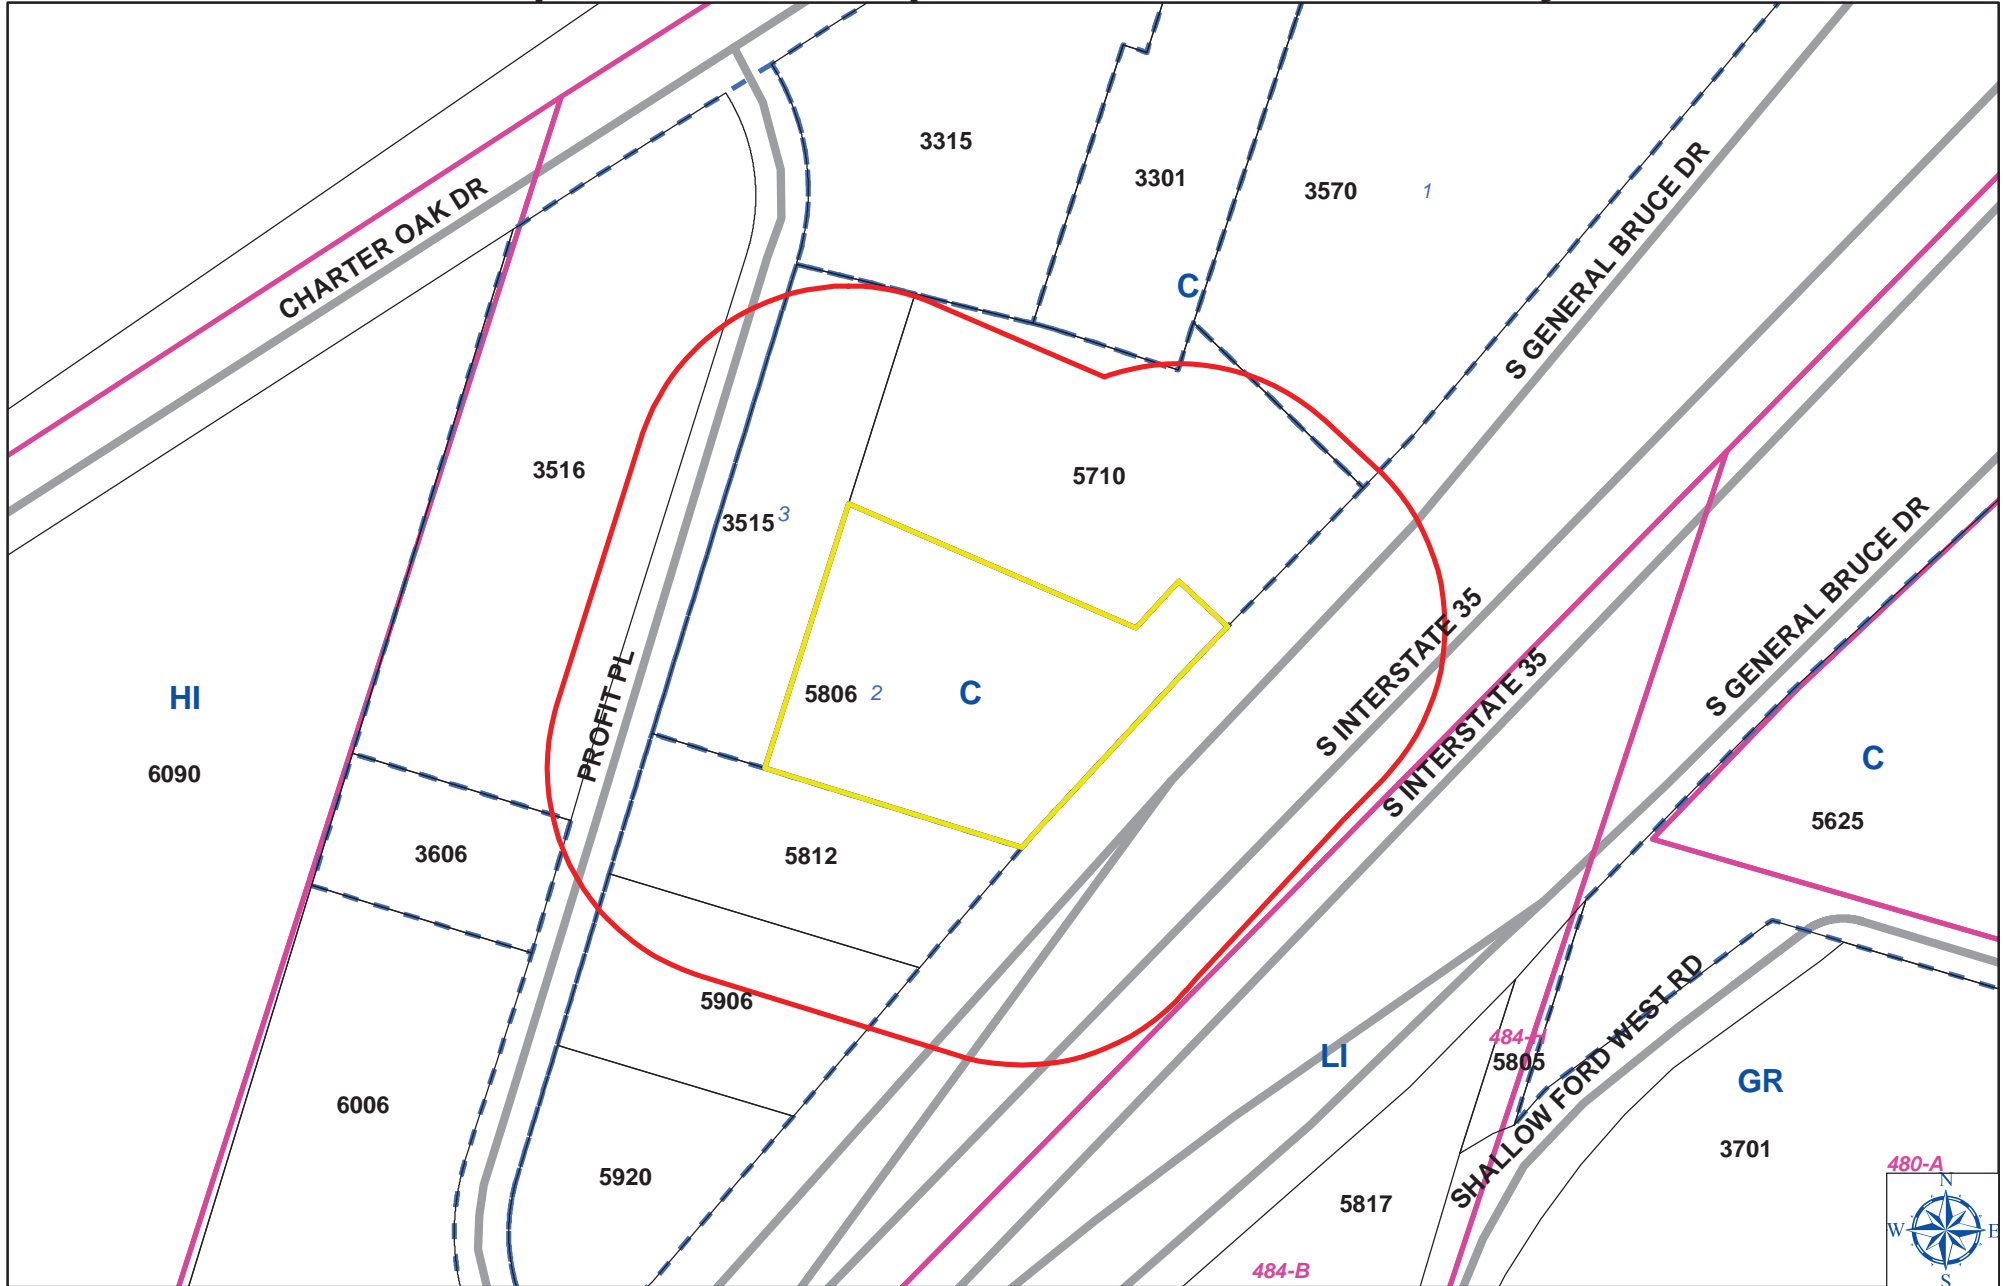 3315
3301
3570
1
S GENERAL BRUCE DR
CHARTER OAK DR
C
3516
5710
3515
3
S GENERAL BRUCE DR
S INTERSTATE 35
S INTERSTATE 35
PROFIT PL
HI
5806
2
C
6090
C
5625
3606
5812
5906
484-H
5805
LI
SHALLOW FORD WEST RD
GR
6006
3701
5920
5817
480-A
N
W
E
S
484-B